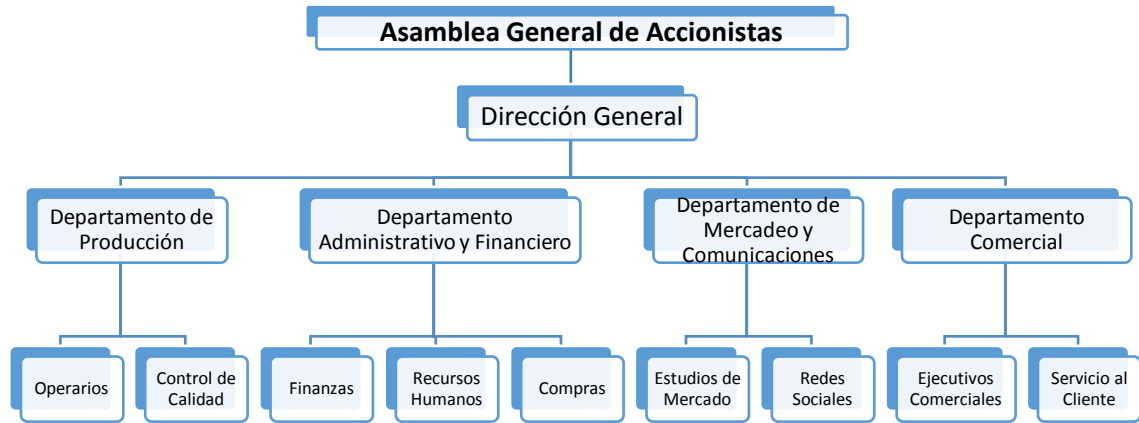 Asamblea General de Accionistas
Dirección General
Departamento de
Producción
Departamento
Administrativo y Financiero
Departamento de
Mercadeo y
Comunicaciones
Departamento
Comercial
Operarios
Control de
Calidad
Finanzas
Recursos
Humanos
Compras
Estudios de
Mercado
Redes
Sociales
Ejecutivos
Comerciales
Servicio al
Cliente